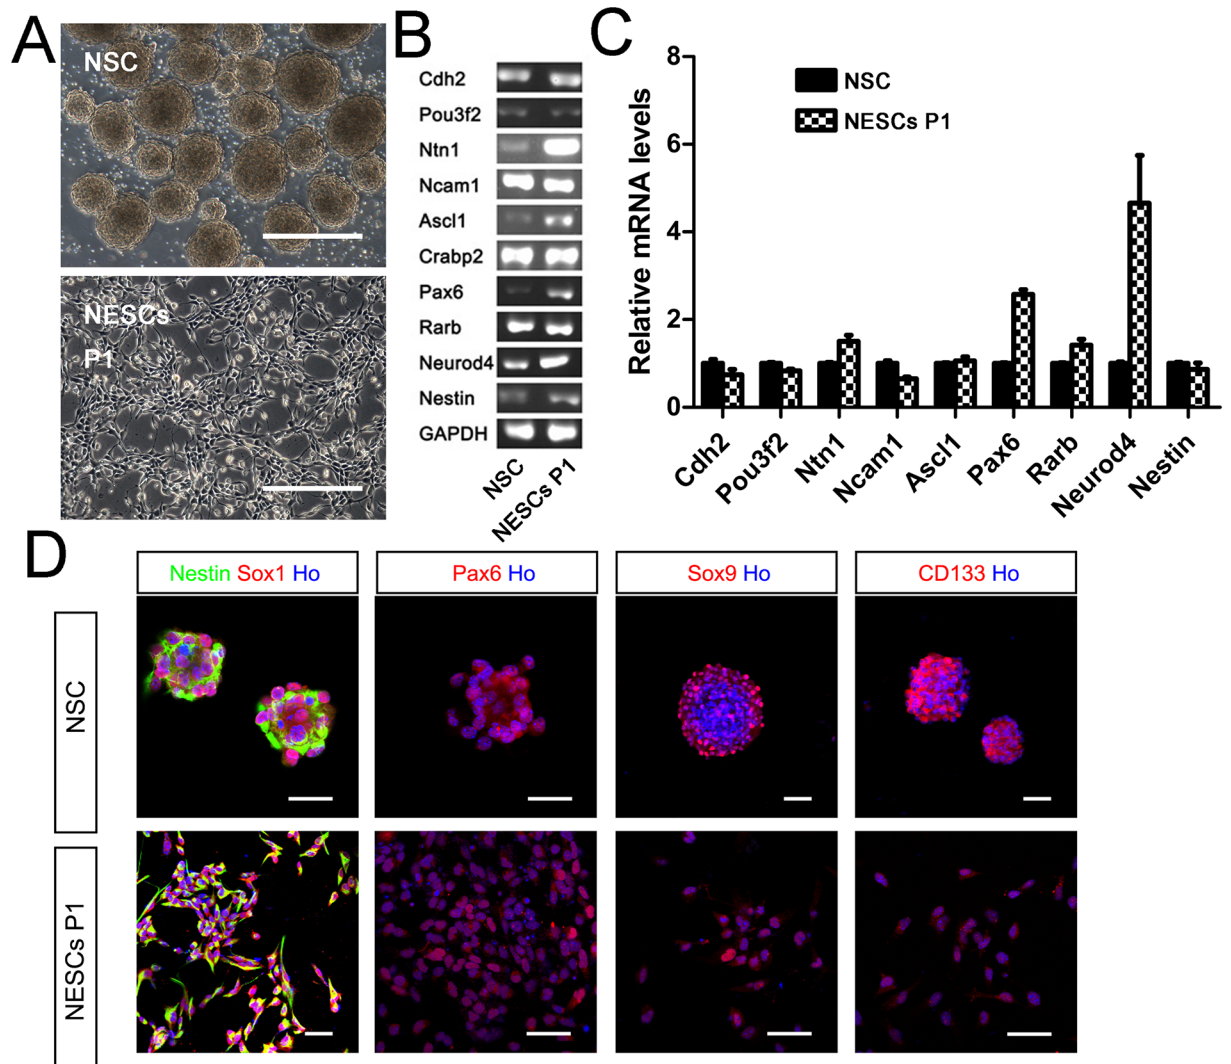 A
NSC
NESCs
P1
B
Cdh2
Pou3f2
Ntn1
Ncam1
Ascl1
Crabp2
Pax6
Rarb
Neurod4
Nestin
GAPDH
NSC
NESCs P1
C
Relative mRNA levels
8
6
4
2
0
NSC
NESCs P1
Cdh2
Pou3f2
Ntn1
Ncam1
Ascl1
Pax6
Rarb
Neurod4
Nestin
D
Nestin Sox1 Ho
Pax6 Ho
Sox9 Ho
CD133 Ho
NSC
NESCs P1